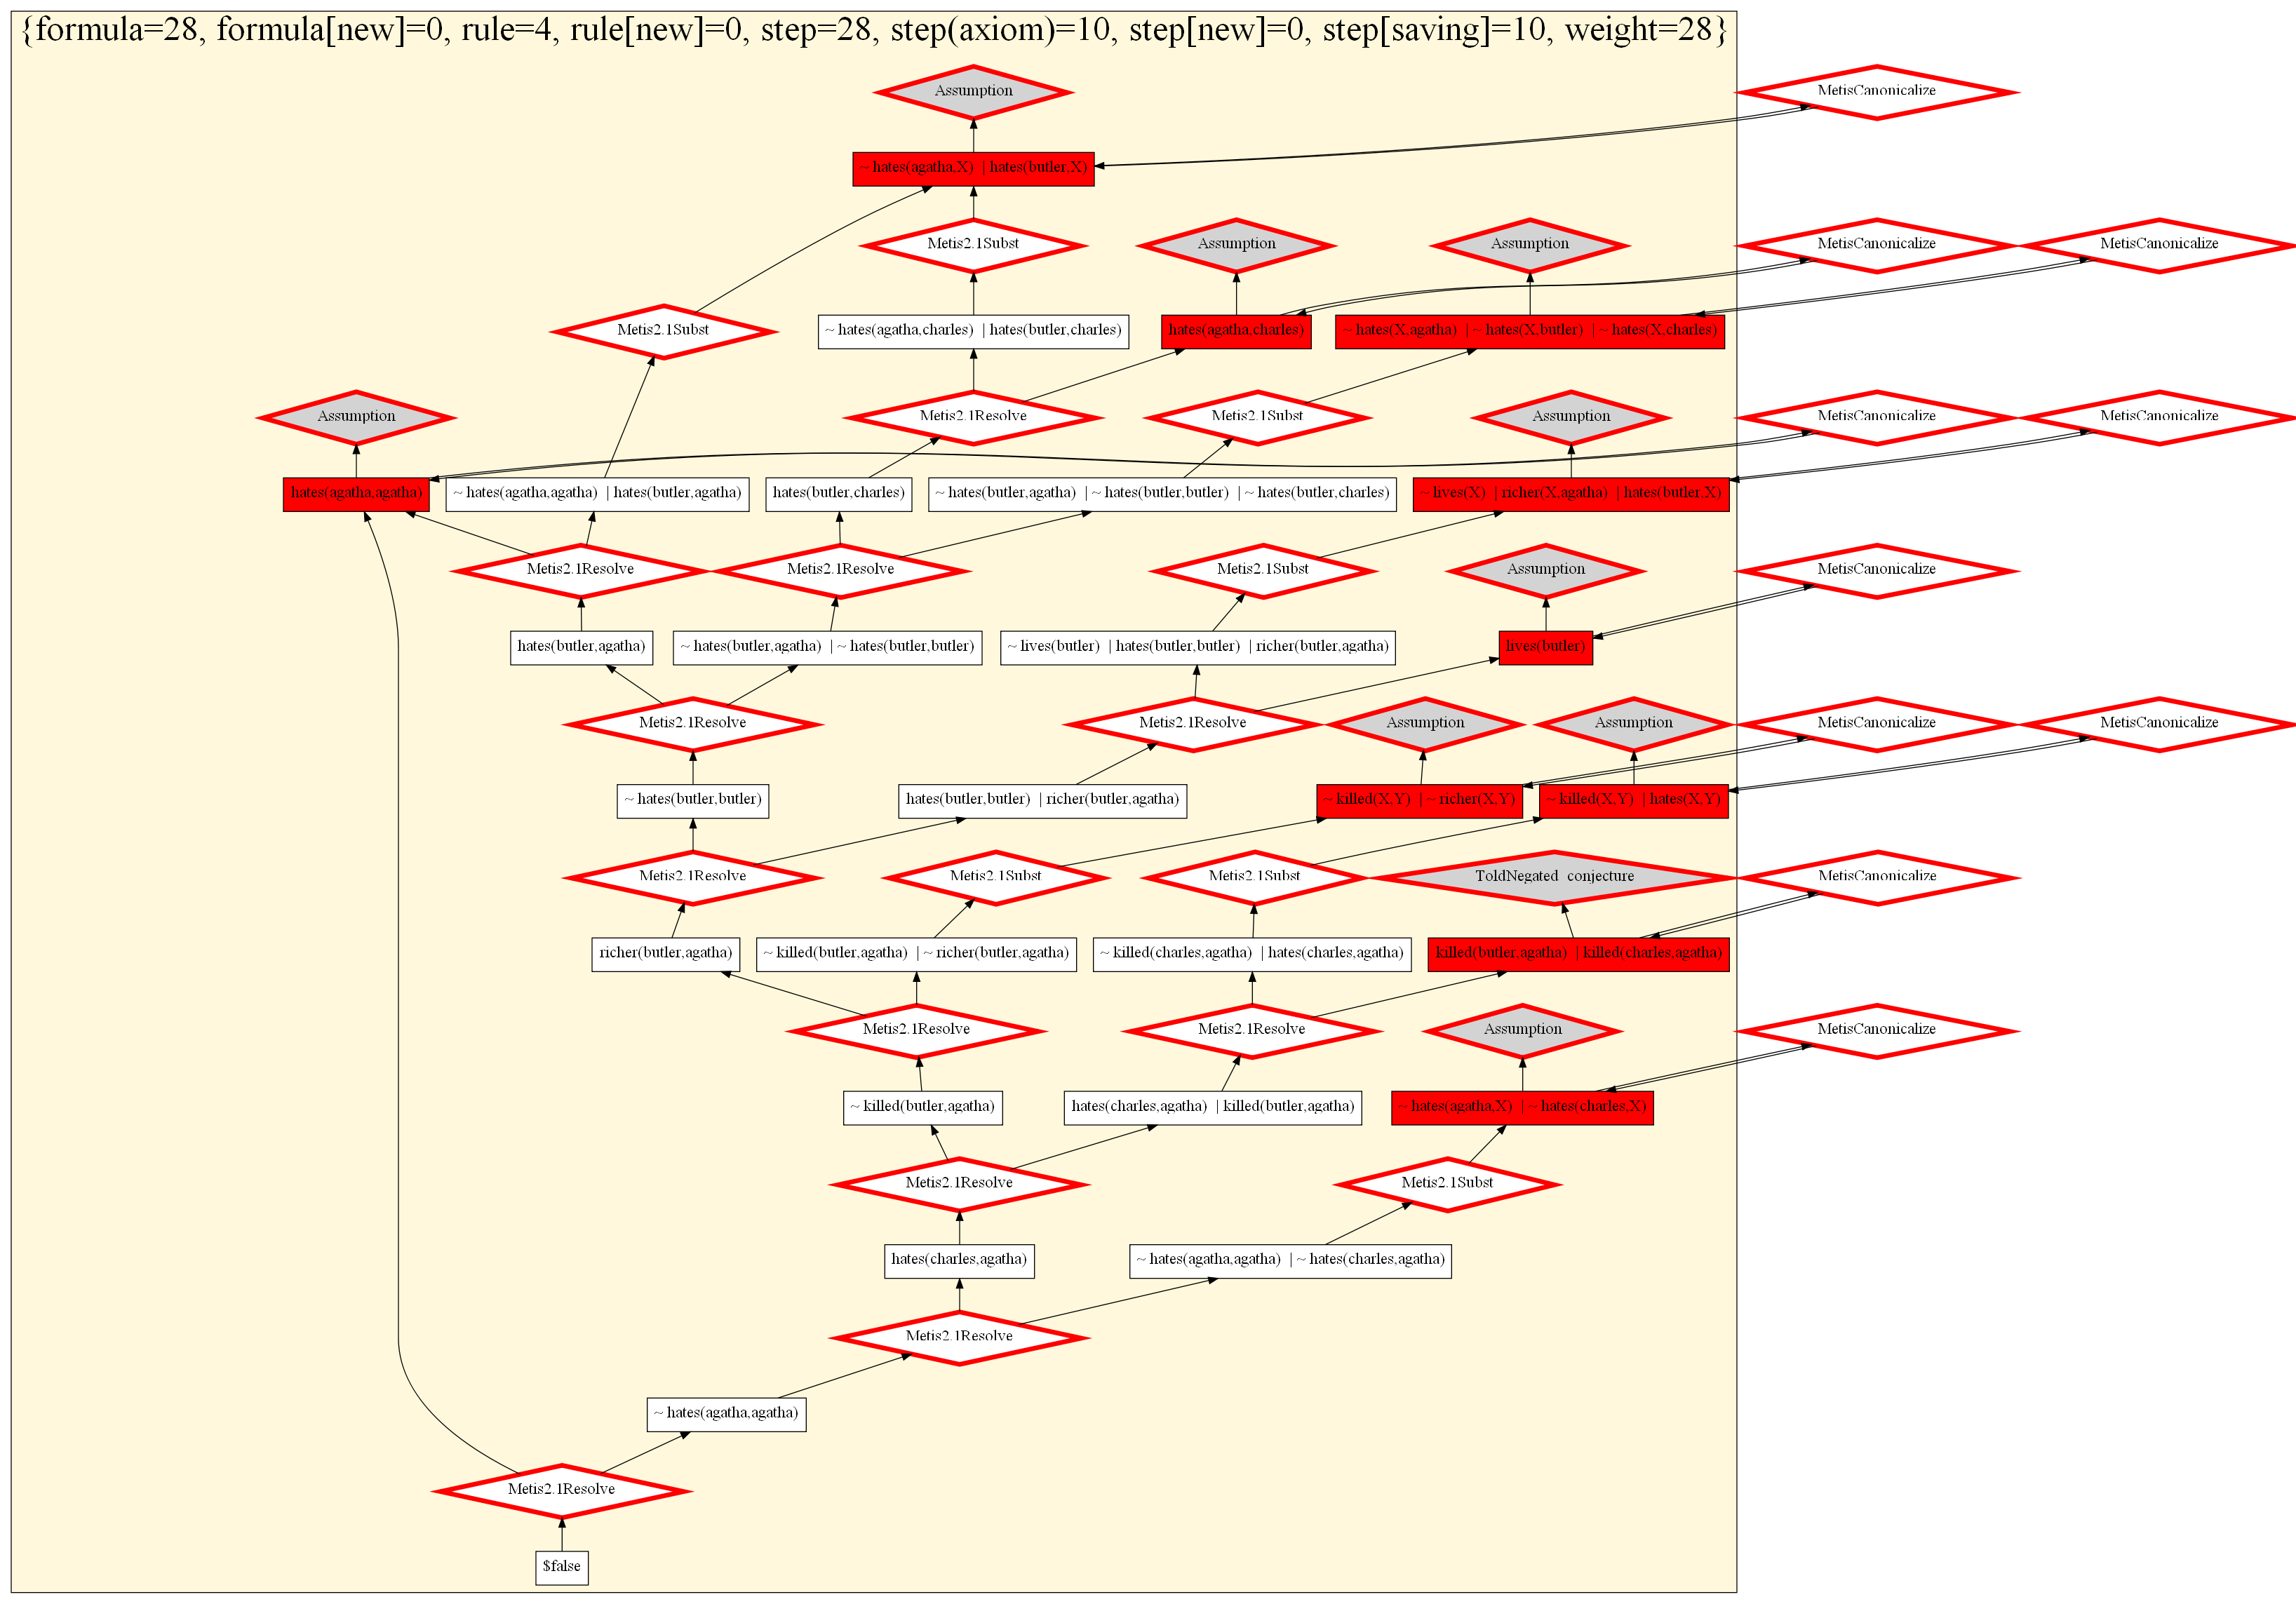 {formula=28, formula[new]=0, rule=4, rule[new]=0, step=28, step(axiom)=10, step[new]=0, step[saving]=10, weight=28}
Assumption
MetisCanonicalize
~ hates(agatha,X) | hates(butler,X)
Metis2.1Subst
Assumption
Assumption
MetisCanonicalize
MetisCanonicalize
Metis2.1Subst
~ hates(agatha,charles) | hates(butler,charles)
hates(agatha,charles)
~ hates(X,agatha) | ~ hates(X,butler) | ~ hates(X,charles)
Assumption
Metis2.1Resolve
Metis2.1Subst
Assumption
MetisCanonicalize
MetisCanonicalize
hates(agatha,agatha)
~ hates(agatha,agatha) | hates(butler,agatha)
hates(butler,charles)
~ hates(butler,agatha) | ~ hates(butler,butler) | ~ hates(butler,charles)
~ lives(X) | richer(X,agatha) | hates(butler,X)
Metis2.1Resolve
Metis2.1Resolve
Metis2.1Subst
Assumption
MetisCanonicalize
hates(butler,agatha)
~ hates(butler,agatha) | ~ hates(butler,butler)
~ lives(butler) | hates(butler,butler) | richer(butler,agatha)
lives(butler)
Metis2.1Resolve
Metis2.1Resolve
Assumption
Assumption
MetisCanonicalize
MetisCanonicalize
~ hates(butler,butler)
hates(butler,butler) | richer(butler,agatha)
~ killed(X,Y) | ~ richer(X,Y)
~ killed(X,Y) | hates(X,Y)
Metis2.1Resolve
Metis2.1Subst
Metis2.1Subst
ToldNegated conjecture
MetisCanonicalize
richer(butler,agatha)
~ killed(butler,agatha) | ~ richer(butler,agatha)
~ killed(charles,agatha) | hates(charles,agatha)
killed(butler,agatha) | killed(charles,agatha)
Metis2.1Resolve
Metis2.1Resolve
Assumption
MetisCanonicalize
~ killed(butler,agatha)
hates(charles,agatha) | killed(butler,agatha)
~ hates(agatha,X) | ~ hates(charles,X)
Metis2.1Resolve
Metis2.1Subst
hates(charles,agatha)
~ hates(agatha,agatha) | ~ hates(charles,agatha)
Metis2.1Resolve
~ hates(agatha,agatha)
Metis2.1Resolve
$false